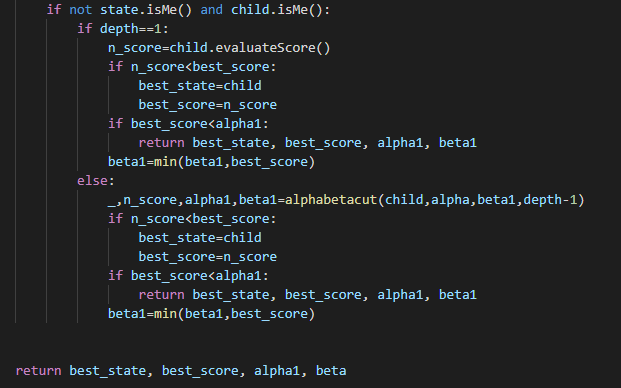 if not state.isMe() and child.isMe():
if depth==1:
n_score=child.evaluateScore()
if n_score<best_score:
best_state=child
best_score=n_score
if best_score<alpha1:
return best_state, best_score, alpha1, beta1
beta1=min(beta1,best_score)
else:
_,n_score,alpha1,beta1=alphabetacut(child,alpha,beta1,depth-1)
if n_score<best_score:
best_state=child
best_score=n_score
if best_score<alpha1:
return best_state, best_score, alpha1, beta1
beta1=min(beta1,best_score)
return best_state, best_score, alpha1, beta